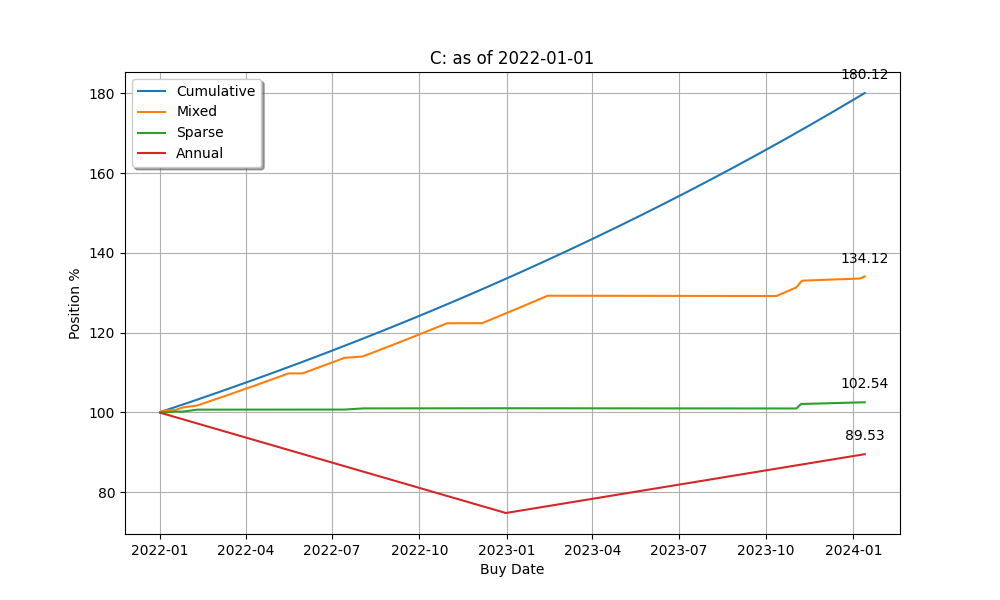 C: as of 2022-01-01
180.12
Cumulative
Mixed
Sparse
Annual
134.12
102.54
89.53
180
160
140
120
100
80
Position %
2022-01
2022-04
2022-07
2022-10
2023-01
2023-04
2023-07
2023-10
2024-01
Buy Date